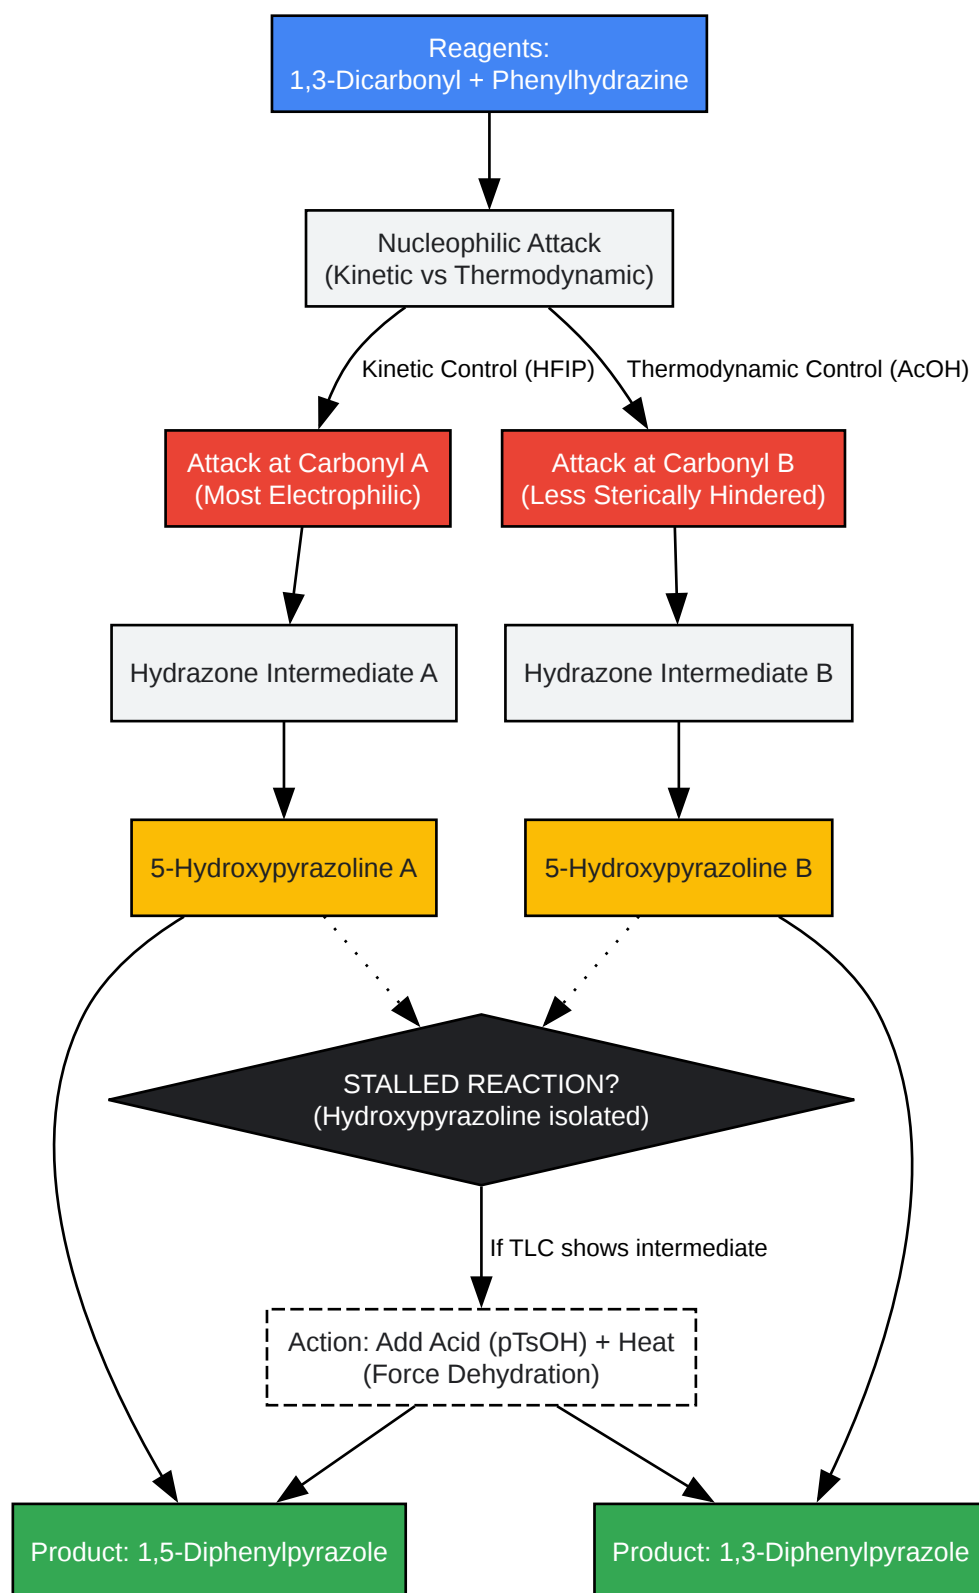 Reagents:
1,3-Dicarbonyl + Phenylhydrazine
Nucleophilic Attack
(Kinetic vs Thermodynamic)
Kinetic Control (HFIP)
Thermodynamic Control (AcOH)
Attack at Carbonyl A
(Most Electrophilic)
Attack at Carbonyl B
(Less Sterically Hindered)
Hydrazone Intermediate A
Hydrazone Intermediate B
5-Hydroxypyrazoline A
5-Hydroxypyrazoline B
STALLED REACTION?
(Hydroxypyrazoline isolated)
If TLC shows intermediate
Action: Add Acid (pTsOH) + Heat
(Force Dehydration)
Product: 1,5-Diphenylpyrazole
Product: 1,3-Diphenylpyrazole